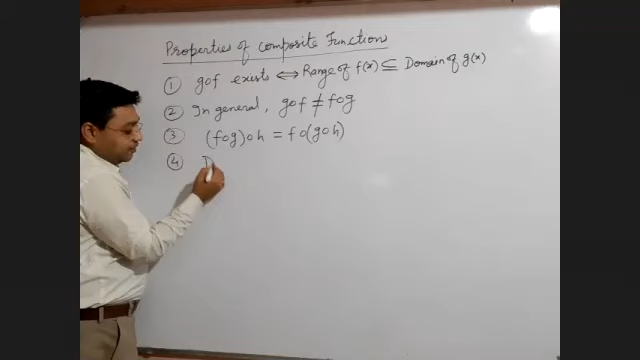 Properties of composite Function
① gof exists ⟺ Range of f(x) ⊆ Domain of g(x)
② In general, gof ≠ fog
③ (fog)oh = fo(goh)
④